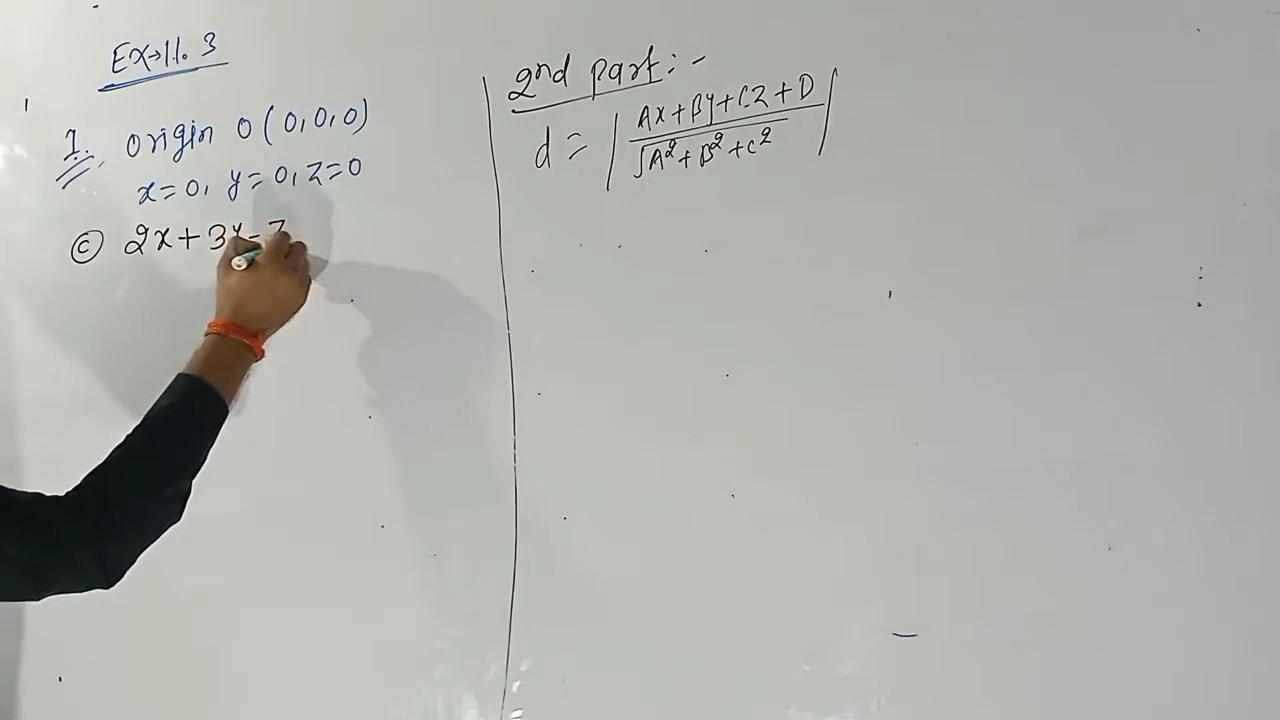 Ex→11.3
1. origin O(0,0,0)
x=0, y=0, z=0
(c) 2x+3y-z
2nd part:-
d = | Ax+By+Cz+D / √A²+B²+C² |